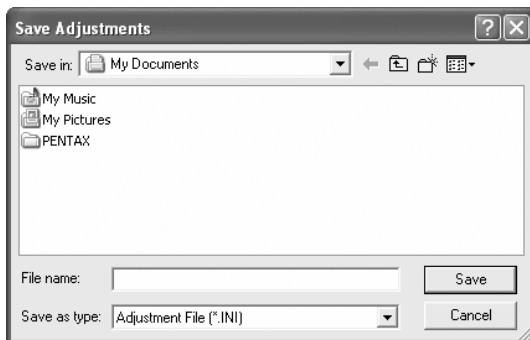 Save Adjustments
Save in: My Documents
My Music
My Pictures
PENTAX
File name: Save
Save as type: Adjustment File (*.INI) Cancel